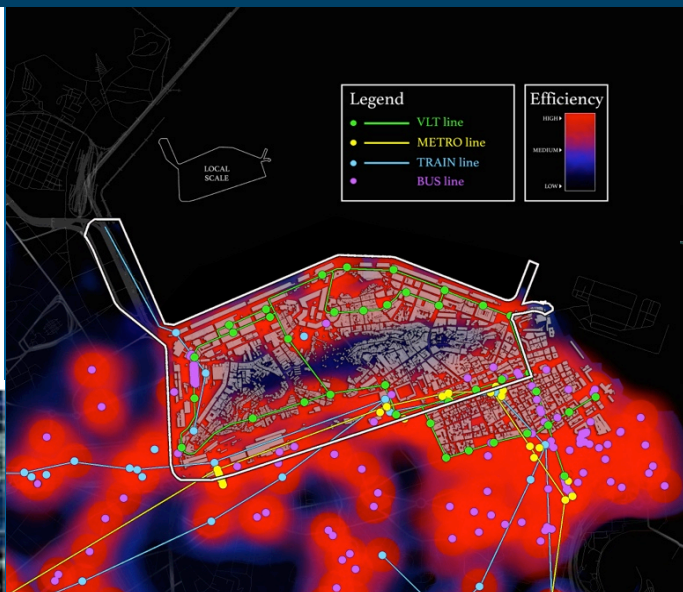 Legend
VLT line
METRO line
TRAIN line
BUS line
Efficiency
HIGH
MEDIUM
LOW
LOCAL
SCALE